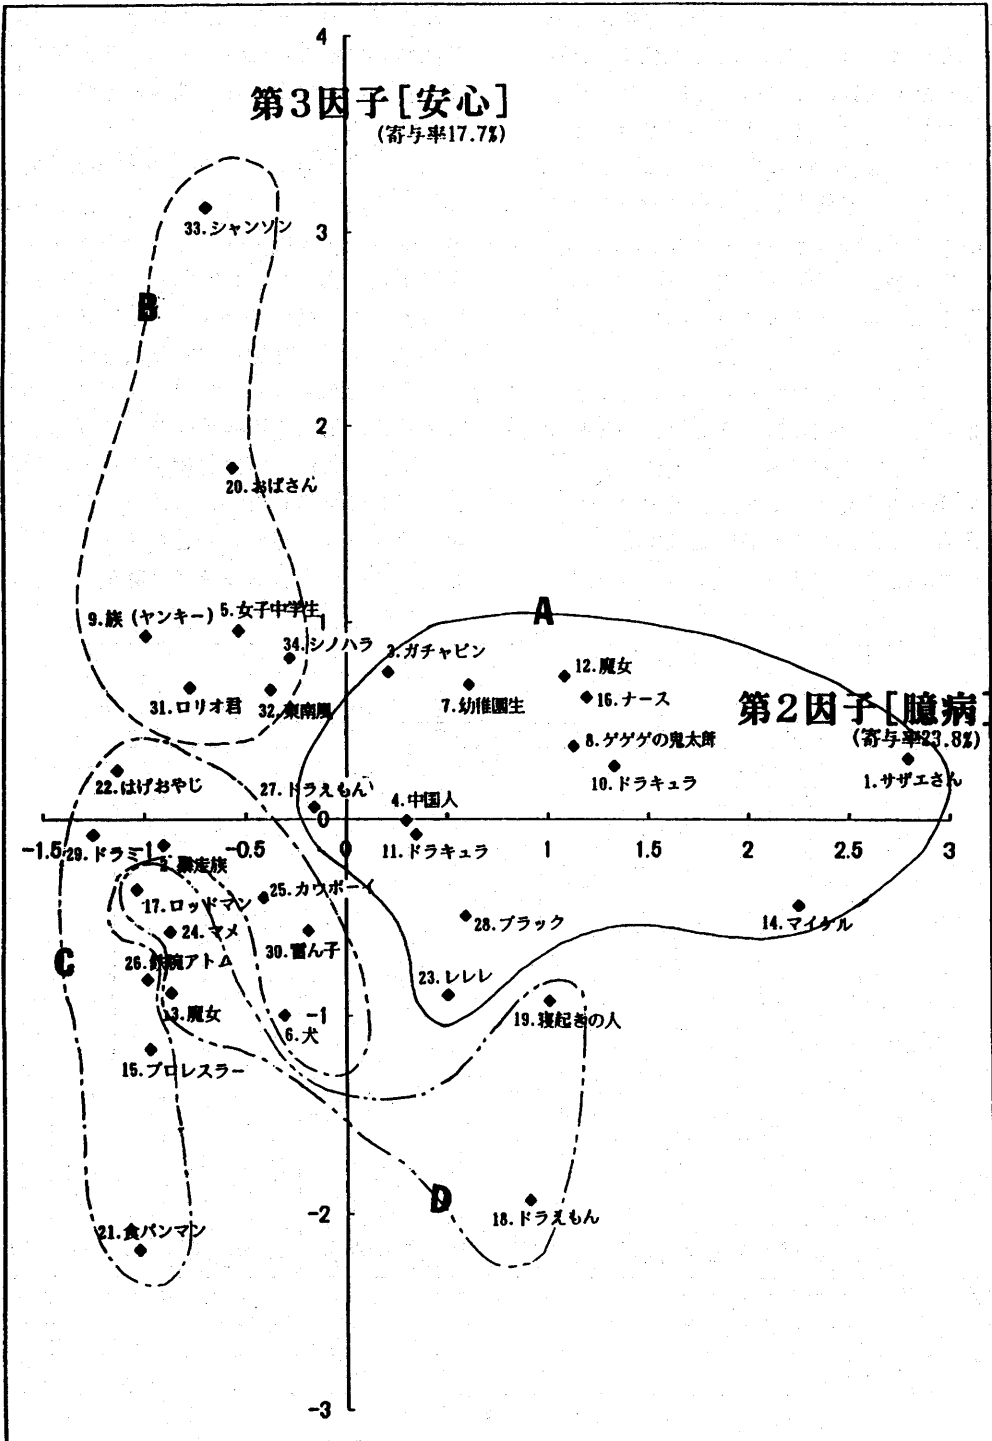 4
第3因子[安心]
(寄与率17.7%)
33.シャンソン
3
B
2
20.おばさん
A
9.族（ヤンキー）
5.女子中学生
1
34.シノハラ
3.ガチャピン
12.魔女
7.幼稚園生
16.ナース
31.ロリオ君
32.東南風
第2因子[臆病]
(寄与率23.8%)
8.ゲゲゲの鬼太郎
22.はげおやじ
27.ドラえもん
10.ドラキュラ
1.サザエさん
4.中国人
0
-1.5
29.ドラミ
-1
-0.5
0
11.ドラキュラ
1
1.5
2
2.5
3
2.暴走族
17.ロッドマン
25.カウボーイ
28.ブラック
14.マイケル
24.マメ
30.雷ん子
C
26.鉄腕アトム
23.レレレ
13.魔女
-1
6.犬
19.寝起きの人
15.プロレスラー
D
-2
18.ドラえもん
21.食パンマン
-3